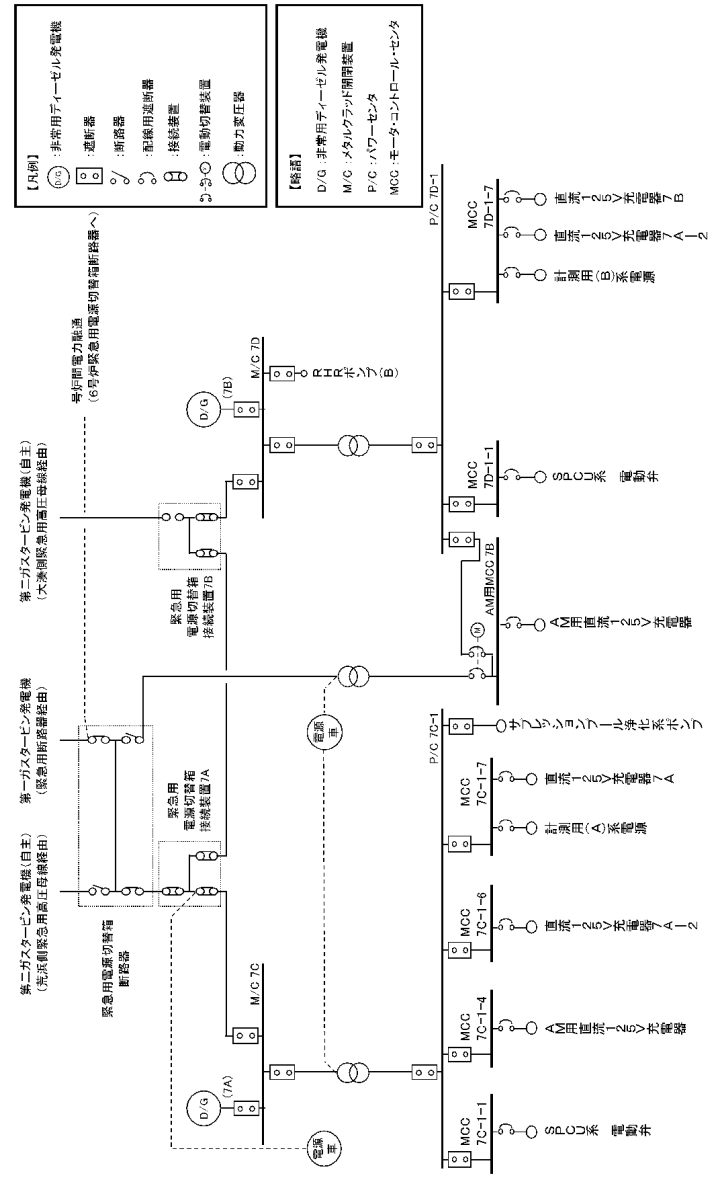 第二ガスタービン発電機(自主)
(荒浜側緊急用高圧母線経由)
第一ガスタービン発電機
(緊急用断路器経由)
第二ガスタービン発電機(自主)
(大湊側緊急用高圧母線経由)
号炉間電力融通
(6号炉緊急用電源切替箱断路器へ)
緊急用電源切替箱
断路器
緊急用
電源切替箱
接続装置7A
緊急用
電源切替箱
接続装置7B
D/G
(7A)
M/C 7C
D/G
(7B)
M/C 7D
RHRポンプ(B)
電源
車
電源
車
M
P/C 7C-1
P/C 7D-1
MCC
7C-1-1
SPCU系 電動弁
MCC
7C-1-4
AM用直流125V充電器
MCC
7C-1-6
直流125V充電器7A-2
MCC
7C-1-7
計測用(A)系電源
直流125V充電器7A
サプレッションプール浄化系ポンプ
AM用MCC 7B
AM用直流125V充電器
MCC
7D-1-1
SPCU系 電動弁
MCC
7D-1-7
計測用(B)系電源
直流125V充電器7A-2
直流125V充電器7B
【凡例】
D/G
:非常用ディーゼル発電機
:遮断器
:断路器
:配線用遮断器
:接続装置
:電動切替装置
:動力変圧器
【略語】
D/G :非常用ディーゼル発電機
M/C :メタルクラッド開閉装置
P/C :パワーセンタ
MCC :モータ・コントロール・センタ